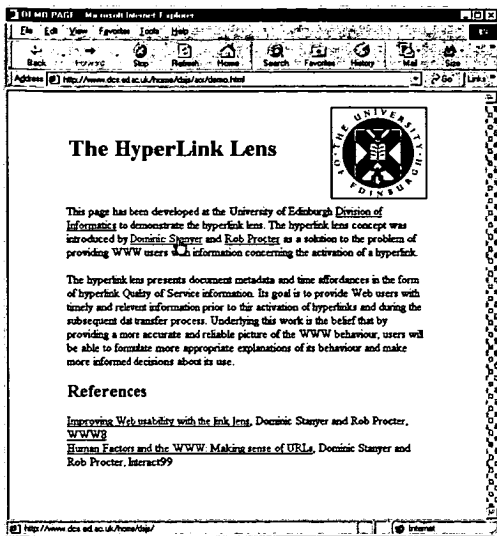 DEMO PAGE - Microsoft Internet Explorer
File Edit View Favorites Tools Help
Back Forward Stop Refresh Home Search Favorites History Mail Size
Address http://www.dcs.ed.ac.uk/home/dsjs/acr/demo.html Go Links
THE UNIVERSITY OF EDINBURGH
The HyperLink Lens
This page has been developed at the University of Edinburgh Division of
Informatics to demonstrate the hyperlink lens. The hyperlink lens concept was
introduced by Dominic Stanyer and Rob Procter as a solution to the problem of
providing WWW users with information concerning the activation of a hyperlink.
The hyperlink lens presents document metadata and time affordances in the form
of hyperlink Quality of Service information. Its goal is to provide Web users with
timely and relevent information prior to this activation of hyperlinks and during the
subsequent dat transfer process. Underlying this work is the belief that by
providing a more accurate and reliable picture of the WWW behaviour, users will
be able to formulate more appropriate explanations of its behaviour and make
more informed decisions about its use.
References
Improving Web usability with the link lens, Dominic Stanyer and Rob Procter,
WWW8
Human Factors and the WWW: Making sense of URLs, Dominic Stanyer and
Rob Procter, Interact99
http://www.dcs.ed.ac.uk/home/dsjs/ Internet